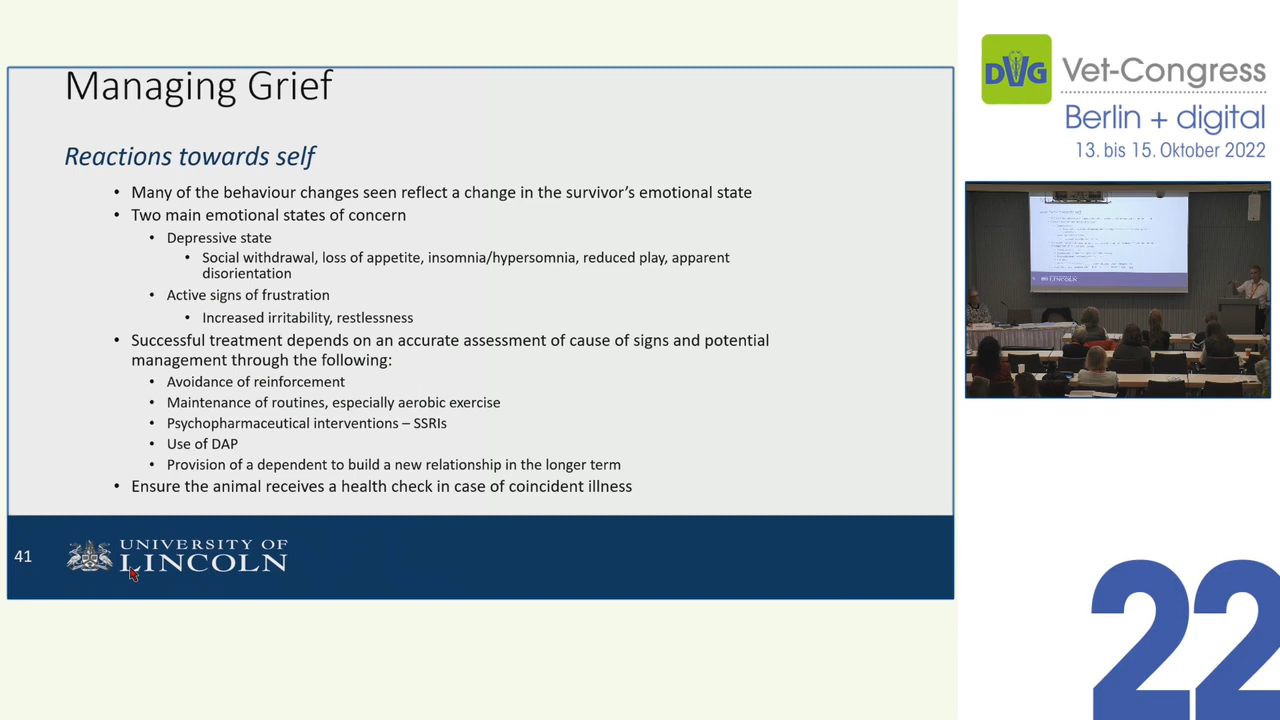 Managing Grief
Reactions towards self
• Many of the behaviour changes seen reflect a change in the survivor's emotional state
• Two main emotional states of concern
• Depressive state
• Social withdrawal, loss of appetite, insomnia/hypersomnia, reduced play, apparent
disorientation
• Active signs of frustration
• Increased irritability, restlessness
• Successful treatment depends on an accurate assessment of cause of signs and potential
management through the following:
• Avoidance of reinforcement
• Maintenance of routines, especially aerobic exercise
• Psychopharmaceutical interventions – SSRIs
• Use of DAP
• Provision of a dependent to build a new relationship in the longer term
• Ensure the animal receives a health check in case of coincident illness
41
UNIVERSITY OF
LINCOLN
DVG
Vet-Congress
Berlin + digital
13. bis 15. Oktober 2022
22